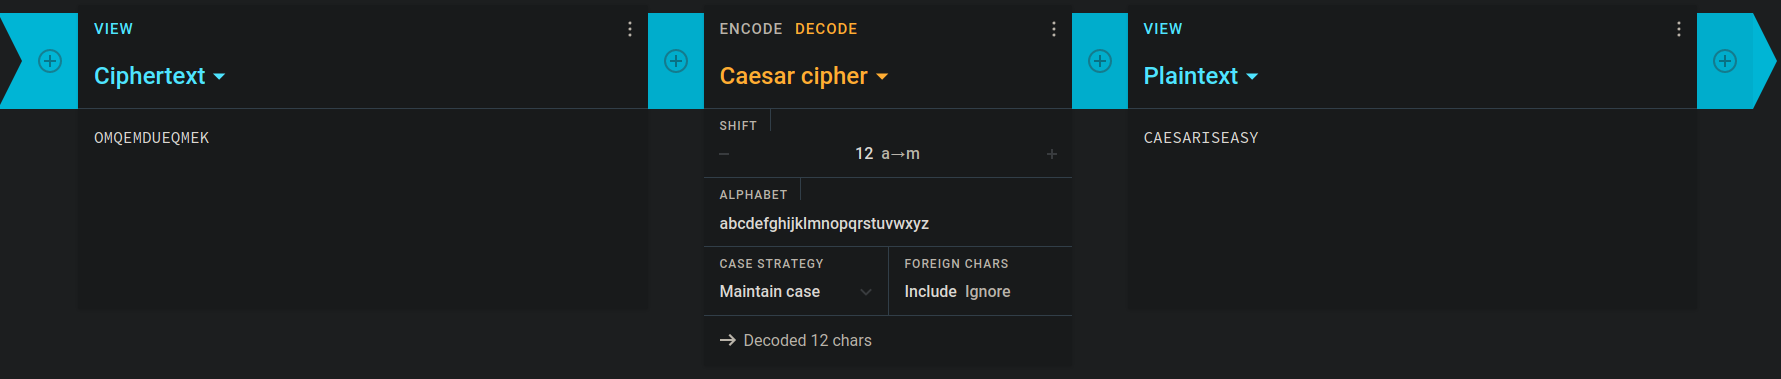 VIEW
Ciphertext
OMQEMDUEQMEK
ENCODE DECODE
Caesar cipher
SHIFT
12 a→m
ALPHABET
abcdefghijklmnopqrstuvwxyz
CASE STRATEGY
Maintain case
FOREIGN CHARS
Include Ignore
→ Decoded 12 chars
VIEW
Plaintext
CAESARISEASY